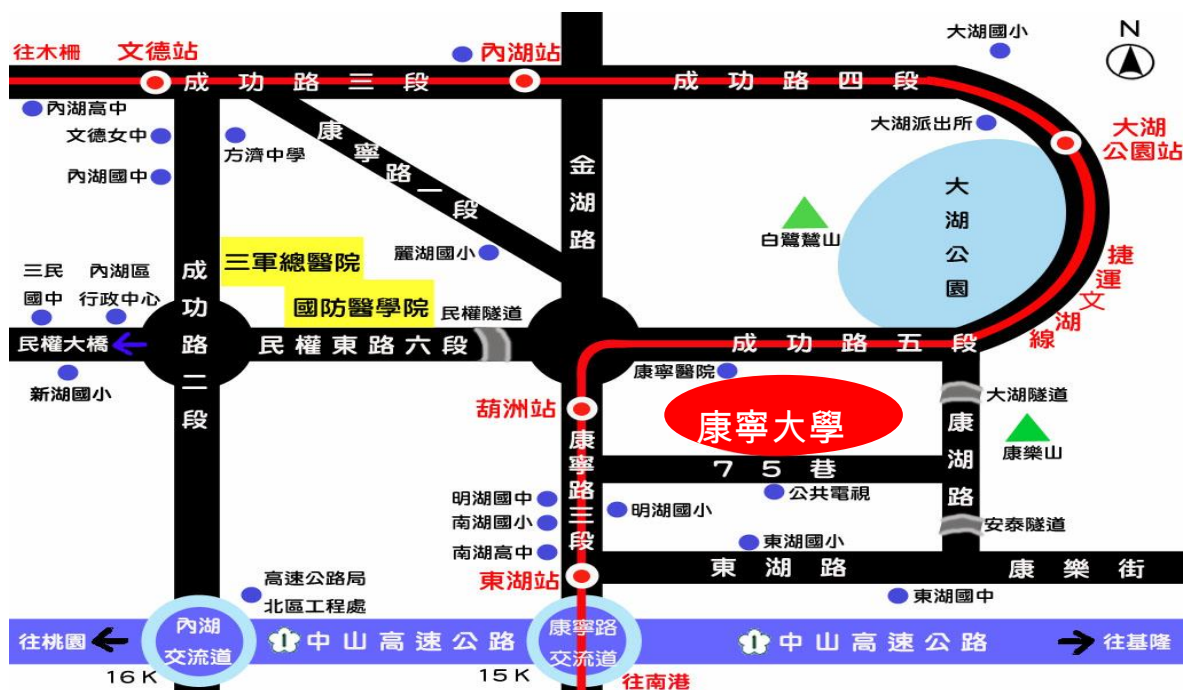 往木柵
文德站
內湖站
大湖國小
N
成功路三段
成功路四段
內湖高中
文德女中
方濟中學
內湖國中
康寧路一段
金湖路
大湖派出所
大湖
公園站
大湖公園
白鷺鷥山
捷運文湖線
三軍總醫院
國防醫學院
麗湖國小
三民
國中
內湖區
行政中心
成功路二段
民權隧道
民權大橋
民權東路六段
成功路五段
新湖國小
康寧醫院
葫洲站
康寧大學
大湖隧道
康湖路
康樂山
75巷
康寧路三段
明湖國中
南湖國小
南湖高中
明湖國小
公共電視
安泰隧道
東湖國小
東湖站
東湖路
康樂街
高速公路局
北區工程處
東湖國中
往桃園
內湖
交流道
1
中山高速公路
康寧路
交流道
1
中山高速公路
往基隆
16K
15K
往南港